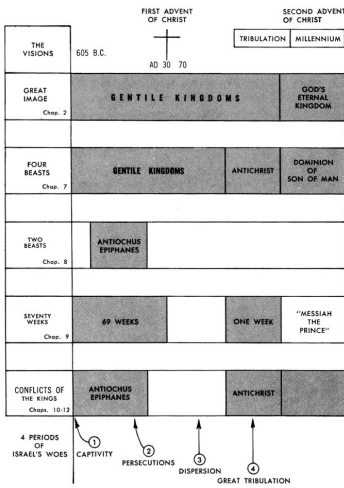 FIRST ADVENT
OF CHRIST
SECOND ADVENT
OF CHRIST
TRIBULATION
MILLENNIUM
THE
VISIONS
605 B.C.
AD 30 70
GREAT
IMAGE
Chap. 2
GENTILE KINGDOMS
GOD'S
ETERNAL
KINGDOM
FOUR
BEASTS
Chap. 7
GENTILE KINGDOMS
ANTICHRIST
DOMINION
OF
SON OF MAN
TWO
BEASTS
Chap. 8
ANTIOCHUS
EPIPHANES
SEVENTY
WEEKS
Chap. 9
69 WEEKS
ONE WEEK
"MESSIAH
THE
PRINCE"
CONFLICTS OF
THE KINGS
Chaps. 10-12
ANTIOCHUS
EPIPHANES
ANTICHRIST
4 PERIODS
OF
ISRAEL'S WOES
1
CAPTIVITY
2
PERSECUTIONS
3
DISPERSION
4
GREAT TRIBULATION